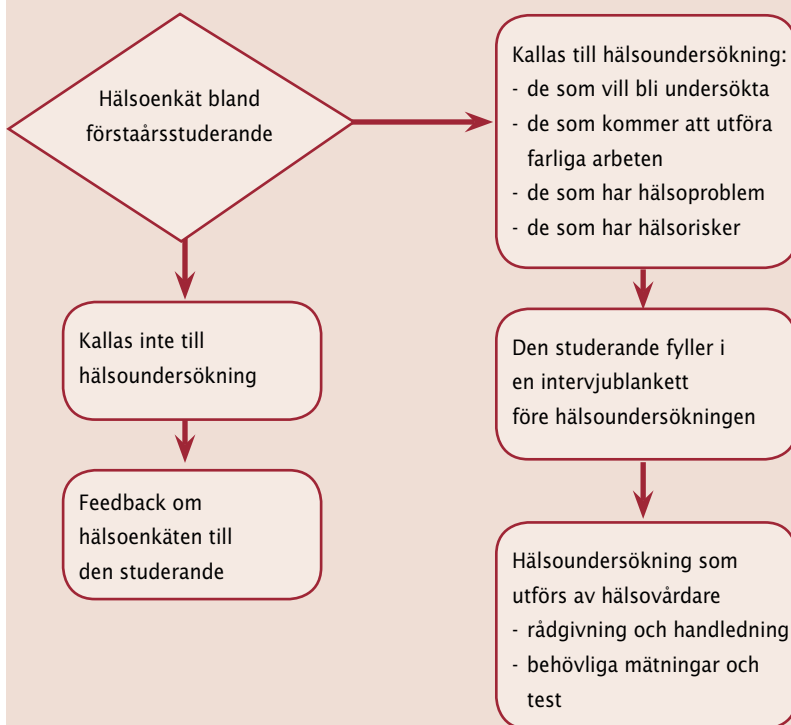 Hälsoenkät bland
förstaårsstuderande
Kallas till hälsoundersökning:
- de som vill bli undersökta
- de som kommer att utföra
farliga arbeten
- de som har hälsoproblem
- de som har hälsorisker
Kallas inte till
hälsoundersökning
Den studerande fyller i
en intervjublankett
före hälsoundersökningen
Feedback om
hälsoenkäten till
den studerande
Hälsoundersökning som
utförs av hälsovårdare
- rådgivning och handledning
- behövliga mätningar och
test